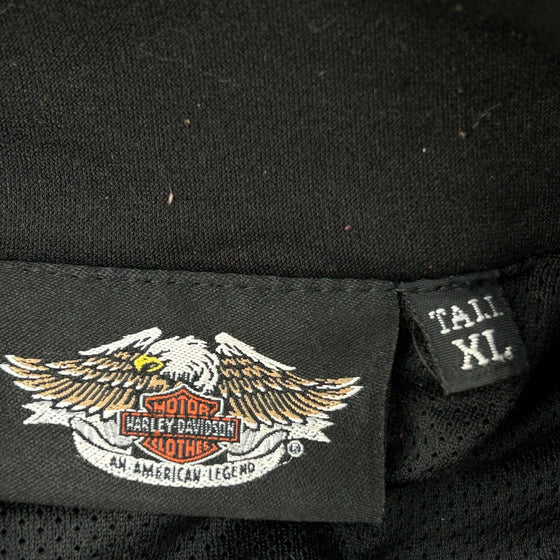 MOTOR
HARLEY-DAVIDSON
CLOTHES
AN AMERICAN LEGEND
®
TALL
XL